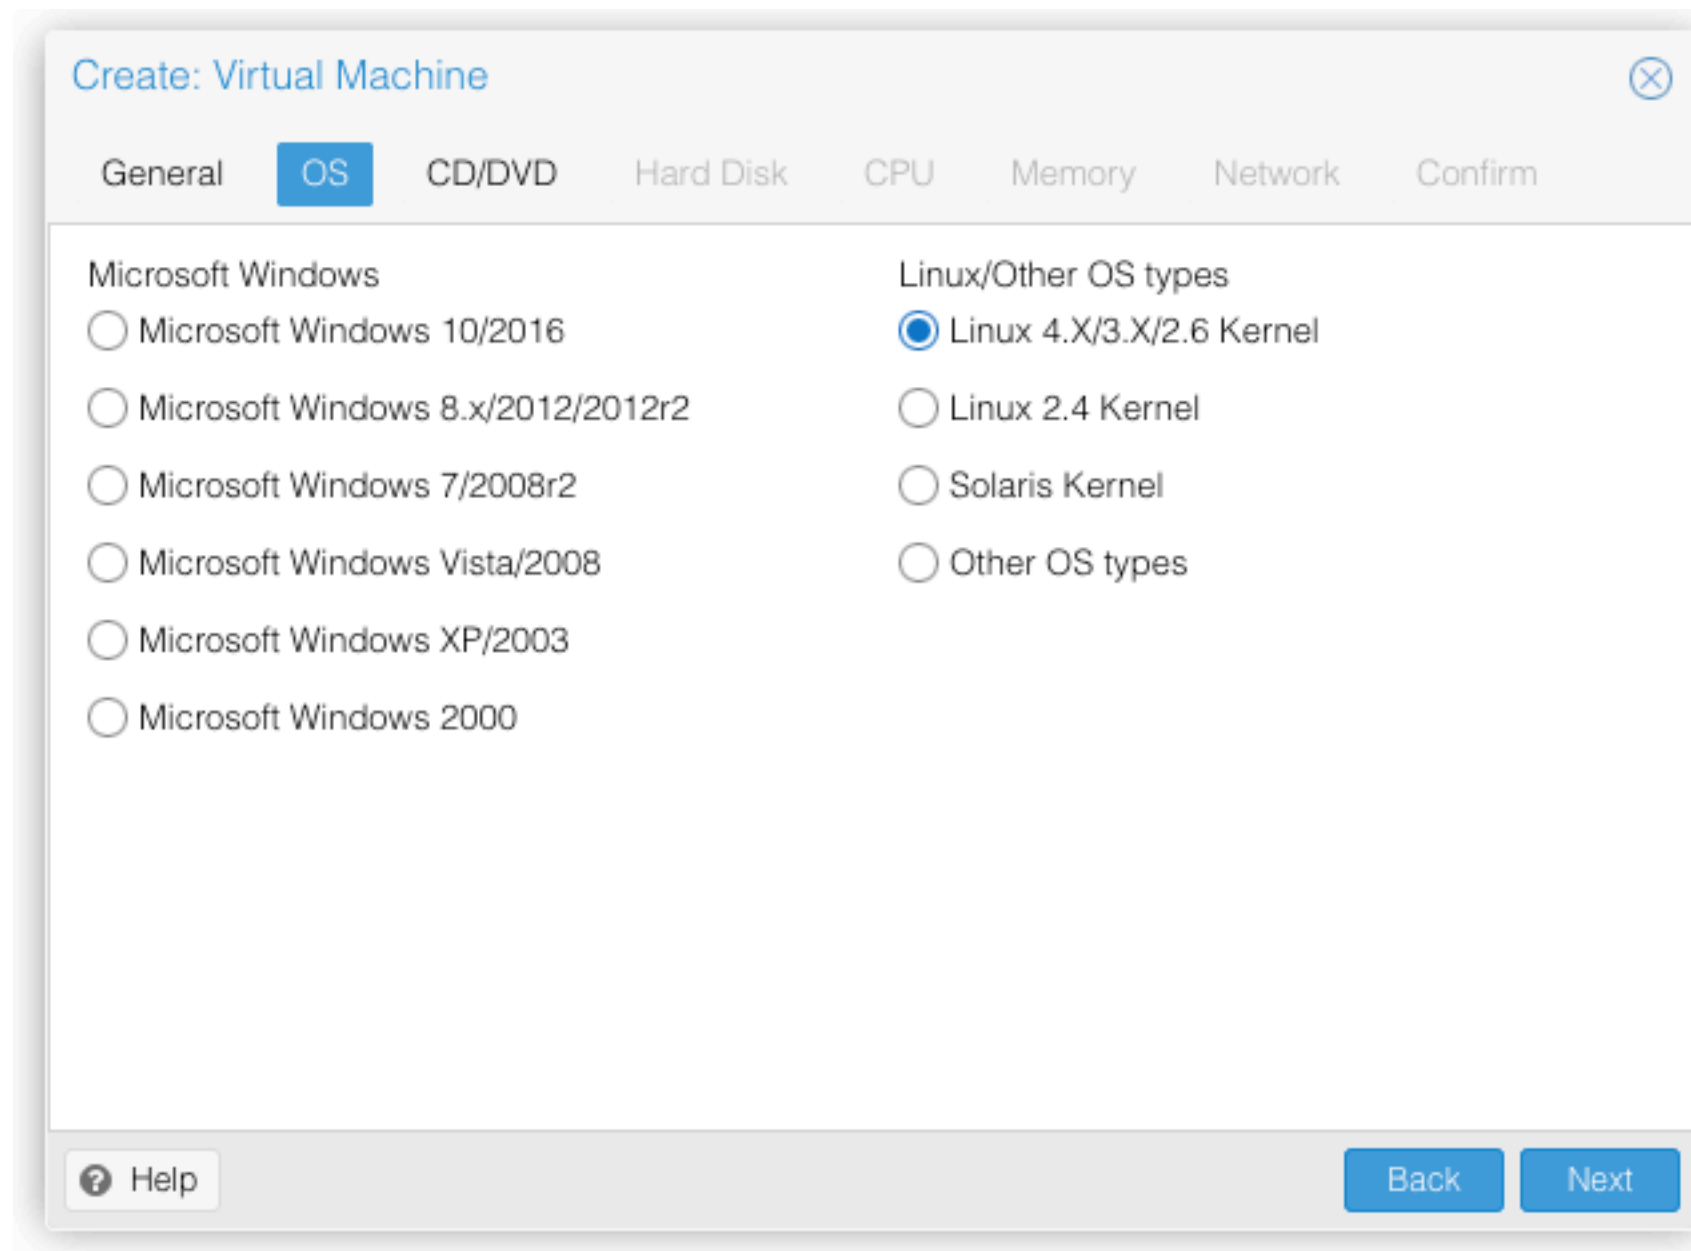 Create: Virtual Machine
General OS CD/DVD Hard Disk CPU Memory Network Confirm
Microsoft Windows
Microsoft Windows 10/2016
Microsoft Windows 8.x/2012/2012r2
Microsoft Windows 7/2008r2
Microsoft Windows Vista/2008
Microsoft Windows XP/2003
Microsoft Windows 2000
Linux/Other OS types
Linux 4.X/3.X/2.6 Kernel
Linux 2.4 Kernel
Solaris Kernel
Other OS types
Help Back Next